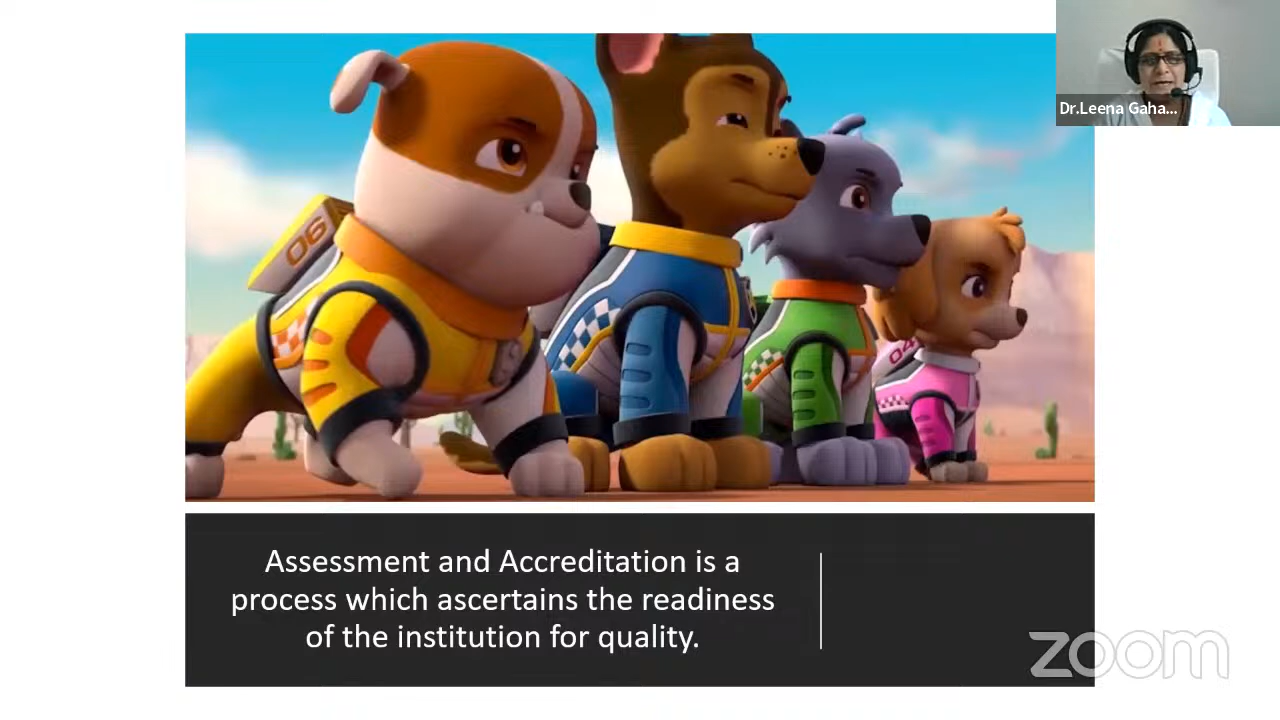 Dr.Leena Gaha...
06
04
Assessment and Accreditation is a
process which ascertains the readiness
of the institution for quality.
zoom